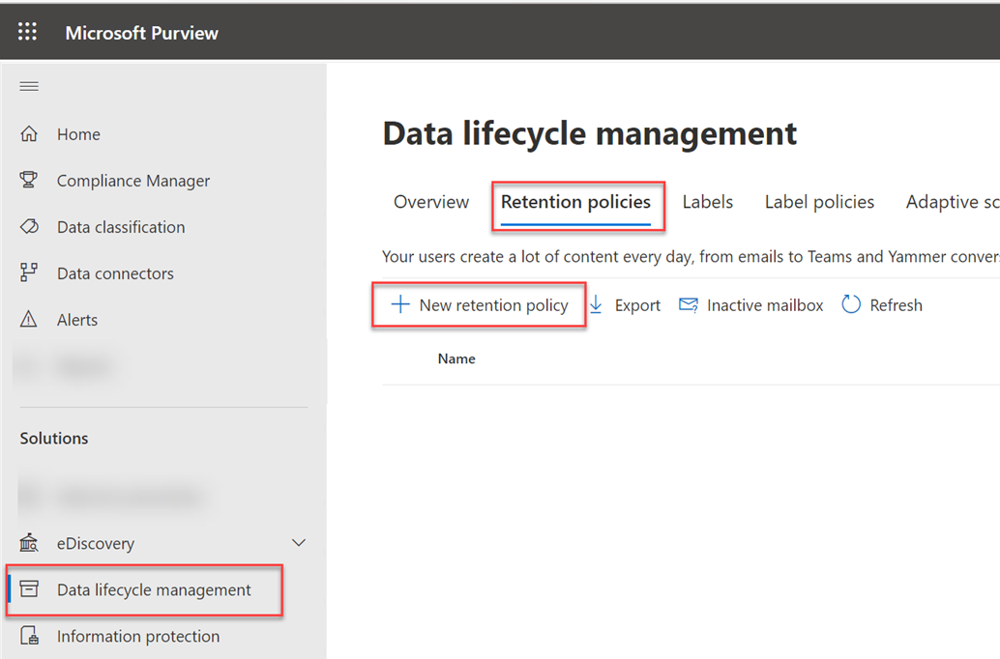 Microsoft Purview
Home
Compliance Manager
Data classification
Data connectors
Alerts
Solutions
eDiscovery
Data lifecycle management
Information protection
Data lifecycle management
Overview Retention policies Labels Label policies Adaptive sc
Your users create a lot of content every day, from emails to Teams and Yammer conver
New retention policy Export Inactive mailbox Refresh
Name